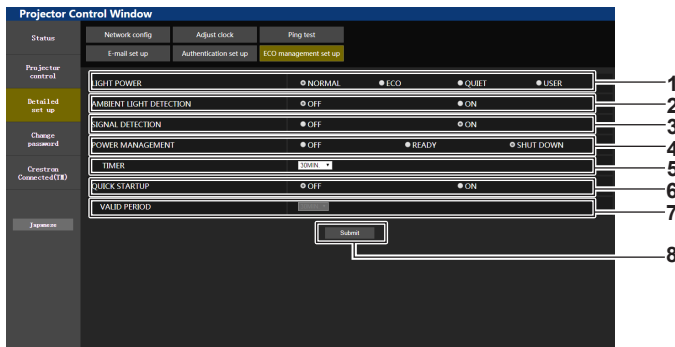 Projector Control Window
Status
Network config Adjust clock Ping test
E-mail set up Authentication set up ECO management set up
Projector control
Detailed set up
Change password
Crestron Connected(TM)
Japanese
LIGHT POWER NORMAL ECO QUIET USER 1
AMBIENT LIGHT DETECTION OFF ON 2
SIGNAL DETECTION OFF ON 3
POWER MANAGEMENT OFF READY SHUT DOWN 4
TIMER 30MIN. 5
QUICK STARTUP OFF ON 6
VALID PERIOD 7
Submit 8